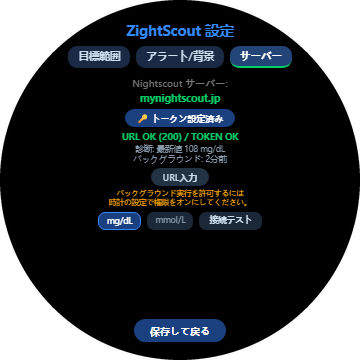 ZightScout 設定
目標範囲 アラート/背景 サーバー
Nightscout サーバー:
mynightscout.jp
🔑 トークン設定済み
URL OK (200) / TOKEN OK
診断: 最新値 108 mg/dL
バックグラウンド: 2分前
URL入力
バックグラウンド実行を許可するには
時計の設定で権限をオンにしてください。
mg/dL mmol/L 接続テスト
保存して戻る